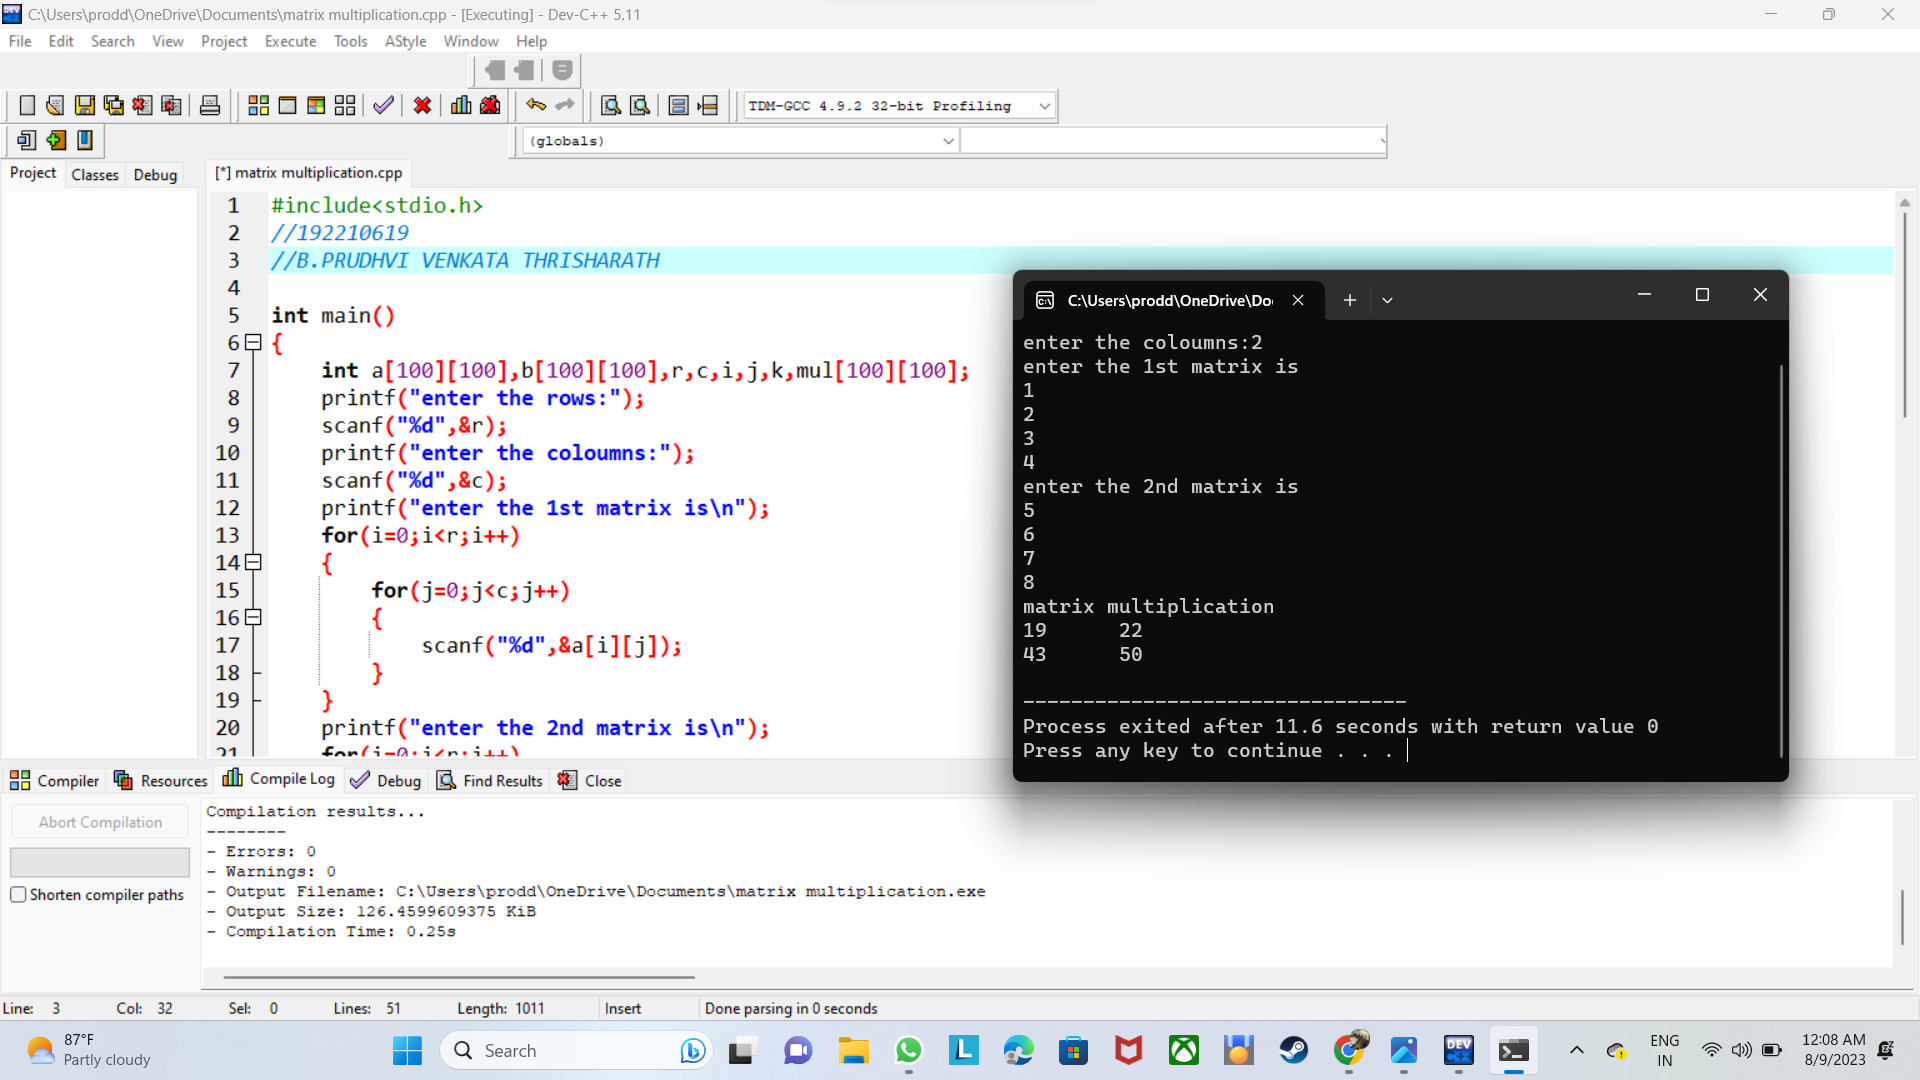 C:\Users\prodd\OneDrive\Documents\matrix multiplication.cpp - [Executing] - Dev-C++ 5.11
File Edit Search View Project Execute Tools AStyle Window Help
TDM-GCC 4.9.2 32-bit Profiling
(globals)
Project Classes Debug
[*] matrix multiplication.cpp
1 #include<stdio.h>
2 //192210619
3 //B.PRUDHVI VENKATA THRISHARATH
4
5 int main()
6 {
7 int a[100][100],b[100][100],r,c,i,j,k,mul[100][100];
8 printf("enter the rows:");
9 scanf("%d",&r);
10 printf("enter the coloumns:");
11 scanf("%d",&c);
12 printf("enter the 1st matrix is\n");
13 for(i=0;i<r;i++)
14 {
15 for(j=0;j<c;j++)
16 {
17 scanf("%d",&a[i][j]);
18 }
19 }
20 printf("enter the 2nd matrix is\n");
21 for(i=0;i<r;i++)
C:\Users\prodd\OneDrive\Do
enter the coloumns:2
enter the 1st matrix is
1
2
3
4
enter the 2nd matrix is
5
6
7
8
matrix multiplication
19 22
43 50
--------------------------------
Process exited after 11.6 seconds with return value 0
Press any key to continue . . .
Compiler Resources Compile Log Debug Find Results Close
Abort Compilation
Shorten compiler paths
Compilation results...
--------
- Errors: 0
- Warnings: 0
- Output Filename: C:\Users\prodd\OneDrive\Documents\matrix multiplication.exe
- Output Size: 126.4599609375 KiB
- Compilation Time: 0.25s
Line: 3 Col: 32 Sel: 0 Lines: 51 Length: 1011 Insert Done parsing in 0 seconds
87°F
Partly cloudy
Search
L
DEV
ENG
IN
12:08 AM
8/9/2023